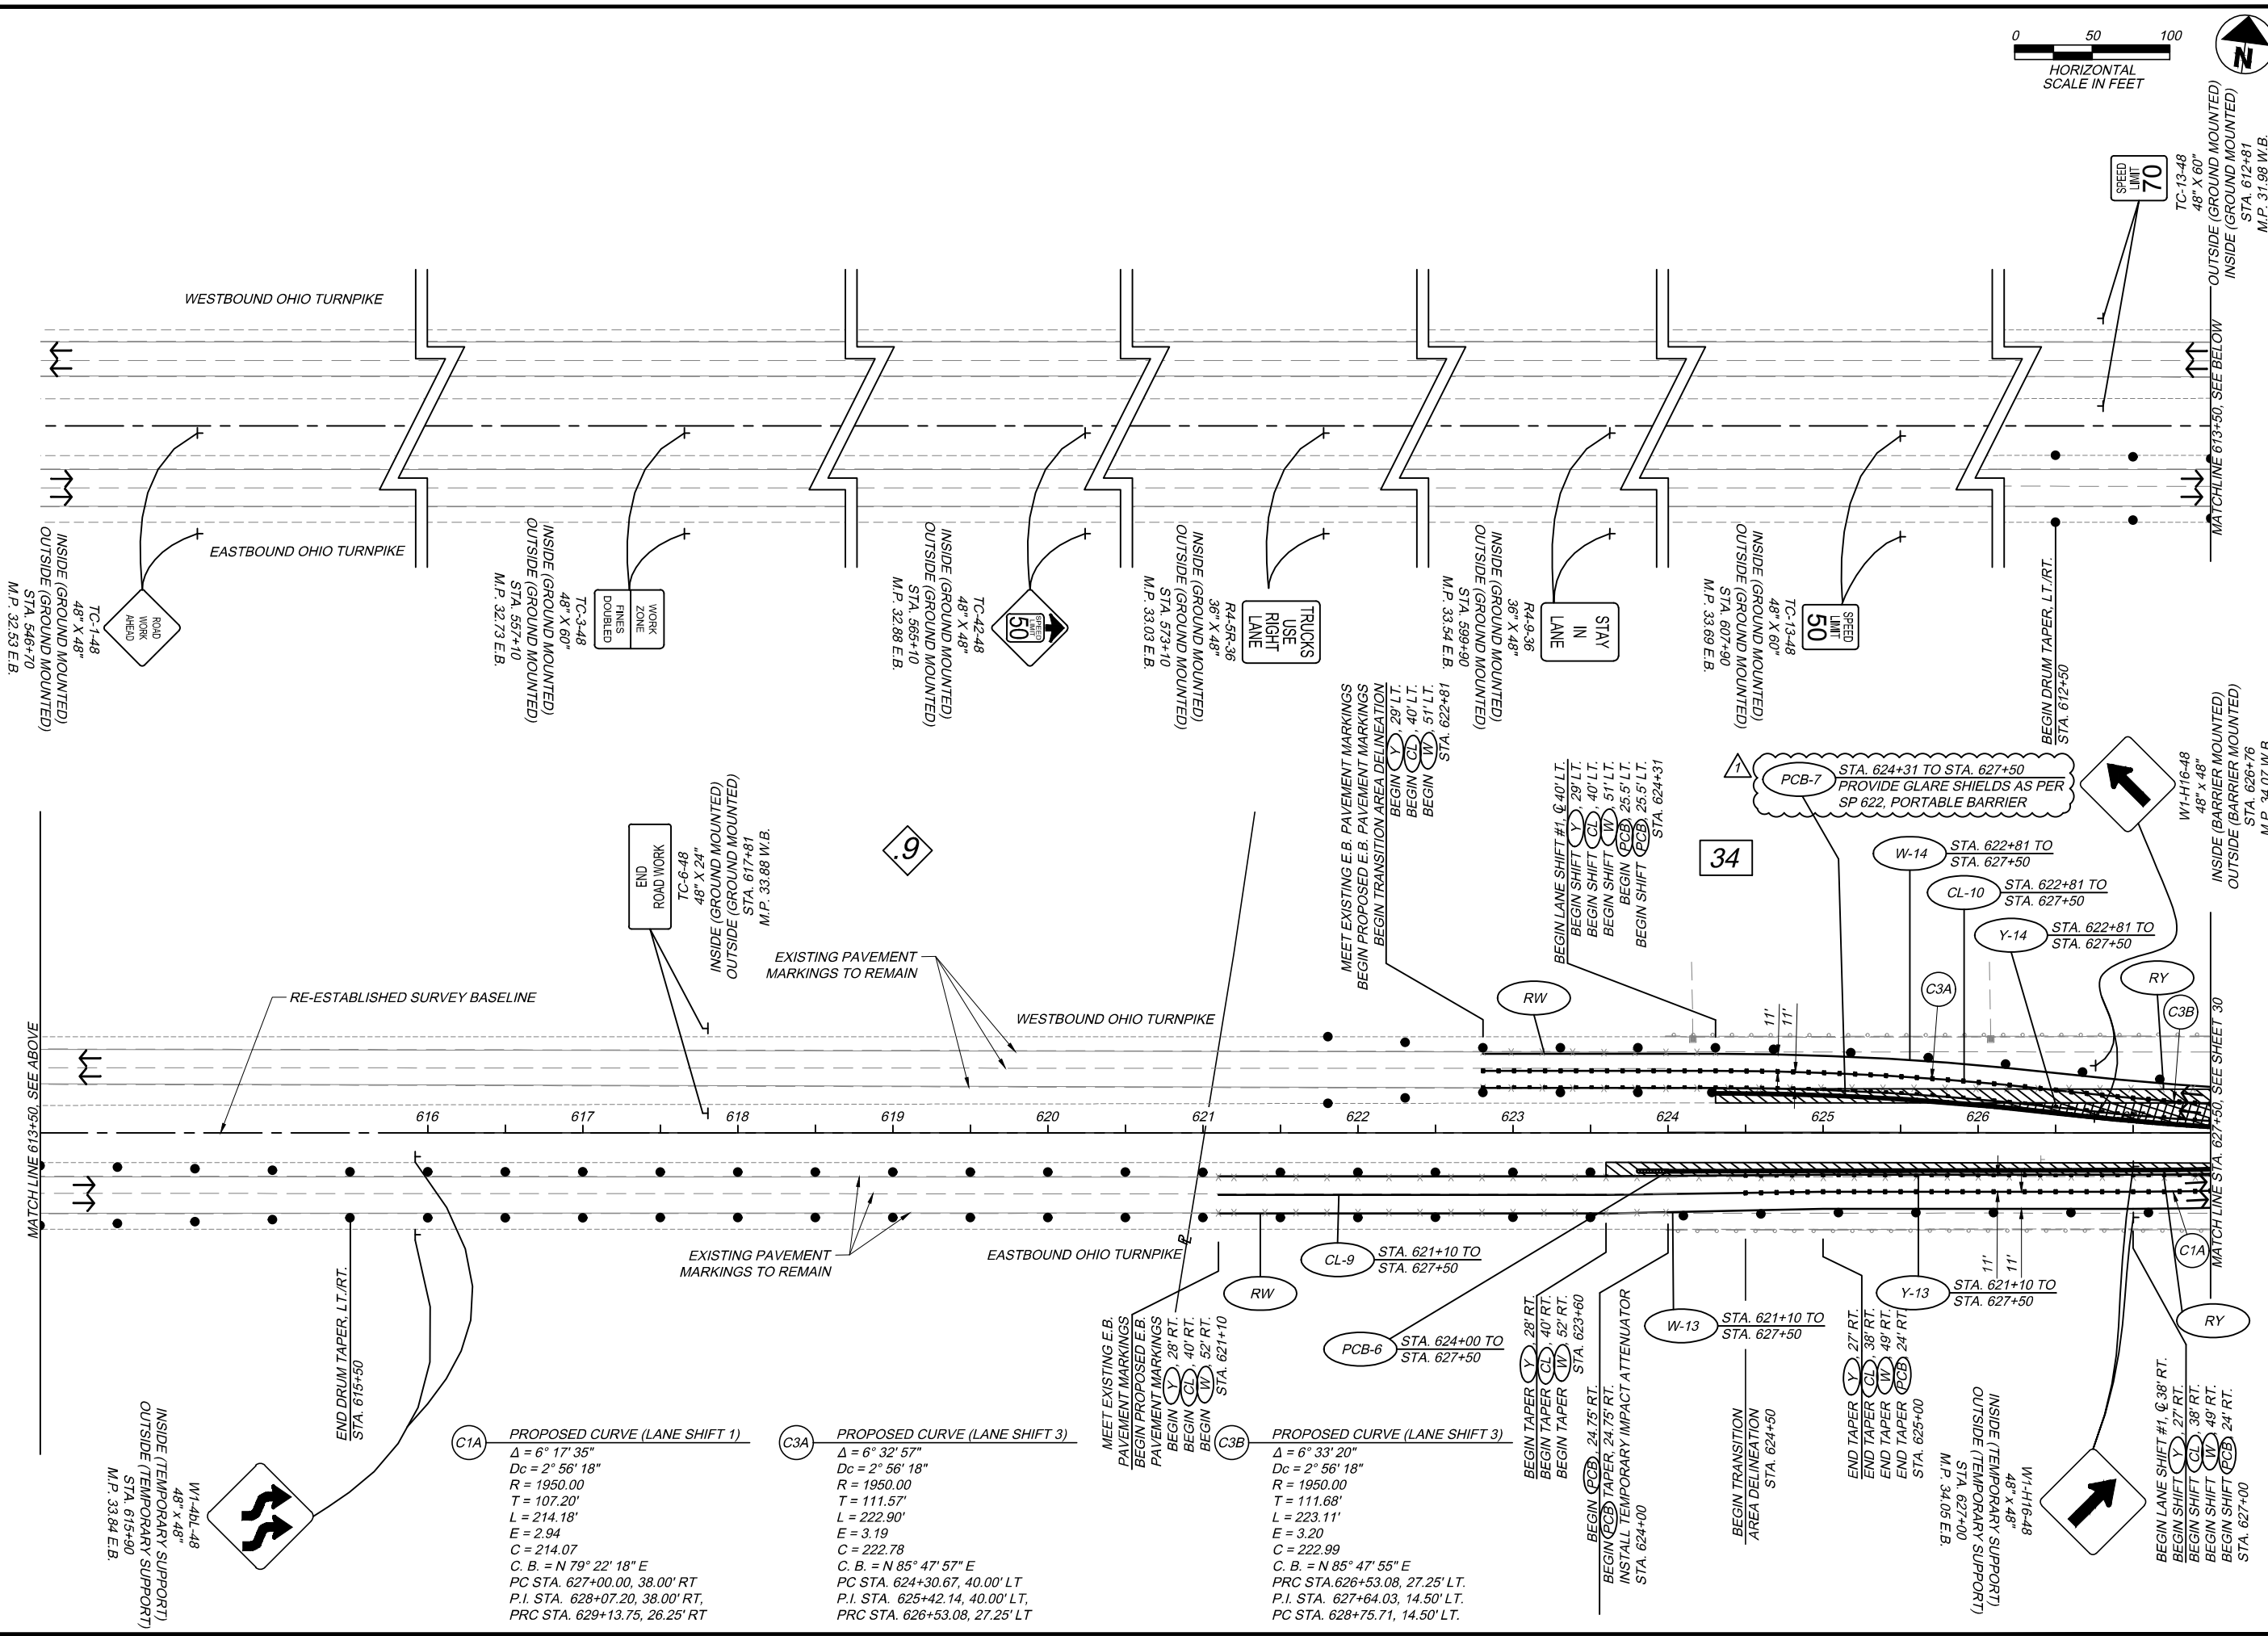 0 50 100
HORIZONTAL
SCALE IN FEET
N
SPEED
LIMIT
70
TC-13-48
48" X 60"
OUTSIDE (GROUND MOUNTED)
INSIDE (GROUND MOUNTED)
STA. 612+81
M.P. 31.98 W.B.
WESTBOUND OHIO TURNPIKE
EASTBOUND OHIO TURNPIKE
MATCHLINE 613+50, SEE BELOW
ROAD
WORK
AHEAD
TC-1-48
48" X 48"
INSIDE (GROUND MOUNTED)
OUTSIDE (GROUND MOUNTED)
STA. 546+70
M.P. 32.53 E.B.
WORK
ZONE
FINES
DOUBLED
TC-3-48
48" X 60"
INSIDE (GROUND MOUNTED)
OUTSIDE (GROUND MOUNTED)
STA. 557+10
M.P. 32.73 E.B.
SPEED
LIMIT
50
TC-42-48
48" X 48"
INSIDE (GROUND MOUNTED)
OUTSIDE (GROUND MOUNTED)
STA. 565+10
M.P. 32.88 E.B.
TRUCKS
USE
RIGHT
LANE
R4-5R-36
36" X 48"
INSIDE (GROUND MOUNTED)
OUTSIDE (GROUND MOUNTED)
STA. 573+10
M.P. 33.03 E.B.
STAY
IN
LANE
R4-9-36
36" X 48"
INSIDE (GROUND MOUNTED)
OUTSIDE (GROUND MOUNTED)
STA. 599+90
M.P. 33.54 E.B.
SPEED
LIMIT
50
TC-13-48
48" X 60"
INSIDE (GROUND MOUNTED)
OUTSIDE (GROUND MOUNTED)
STA. 607+90
M.P. 33.69 E.B.
BEGIN DRUM TAPER, LT./RT.
STA. 612+50
MATCH LINE 613+50, SEE ABOVE
RE-ESTABLISHED SURVEY BASELINE
END
ROAD WORK
TC-6-48
48" X 24"
INSIDE (GROUND MOUNTED)
OUTSIDE (GROUND MOUNTED)
STA. 617+81
M.P. 33.88 W.B.
.9
EXISTING PAVEMENT
MARKINGS TO REMAIN
WESTBOUND OHIO TURNPIKE
MEET EXISTING E.B. PAVEMENT MARKINGS
BEGIN PROPOSED E.B. PAVEMENT MARKINGS
BEGIN TRANSITION AREA DELINEATION
BEGIN Y, 29' LT.
BEGIN CL, 40' LT.
BEGIN W, 51' LT.
STA. 622+81
BEGIN LANE SHIFT #1, ℄ 40' LT.
BEGIN SHIFT Y, 29' LT.
BEGIN SHIFT CL, 40' LT.
BEGIN SHIFT W, 51' LT.
BEGIN PCB, 25.5' LT.
BEGIN SHIFT PCB, 25.5' LT.
STA. 624+31
1
PCB-7 STA. 624+31 TO STA. 627+50
PROVIDE GLARE SHIELDS AS PER
SP 622, PORTABLE BARRIER
34
W-14 STA. 622+81 TO
STA. 627+50
CL-10 STA. 622+81 TO
STA. 627+50
Y-14 STA. 622+81 TO
STA. 627+50
W1-H16-48
48" x 48"
INSIDE (BARRIER MOUNTED)
OUTSIDE (BARRIER MOUNTED)
STA. 626+76
M.P. 34.07 W.B.
RW
11'
11'
C3A
RY
C3B
616 617 618 619 620 621 622 623 624 625 626
MATCH LINE STA. 627+50, SEE SHEET 30
EXISTING PAVEMENT
MARKINGS TO REMAIN
EASTBOUND OHIO TURNPIKE
RW
CL-9 STA. 621+10 TO
STA. 627+50
PCB-6 STA. 624+00 TO
STA. 627+50
W-13 STA. 621+10 TO
STA. 627+50
Y-13 STA. 621+10 TO
STA. 627+50
11'
11'
C1A
RY
END DRUM TAPER, LT./RT.
STA. 615+50
W1-4bL-48
48" x 48"
INSIDE (TEMPORARY SUPPORT)
OUTSIDE (TEMPORARY SUPPORT)
STA. 615+90
M.P. 33.84 E.B.
MEET EXISTING E.B.
PAVEMENT MARKINGS
BEGIN PROPOSED E.B.
PAVEMENT MARKINGS
BEGIN Y, 28' RT.
BEGIN CL, 40' RT.
BEGIN W, 52' RT.
STA. 621+10
BEGIN TAPER Y, 28' RT.
BEGIN TAPER CL, 40' RT.
BEGIN TAPER W, 52' RT.
STA. 623+60
BEGIN PCB, 24.75' RT.
BEGIN PCB TAPER, 24.75' RT.
INSTALL TEMPORARY IMPACT ATTENUATOR
STA. 624+00
BEGIN TRANSITION
AREA DELINEATION
STA. 624+50
END TAPER Y, 27' RT.
END TAPER CL, 38' RT.
END TAPER W, 49' RT.
END TAPER PCB, 24' RT.
STA. 625+00
W1-H16-48
48" x 48"
INSIDE (TEMPORARY SUPPORT)
OUTSIDE (TEMPORARY SUPPORT)
STA. 627+00
M.P. 34.05 E.B.
BEGIN LANE SHIFT #1, ℄ 38' RT.
BEGIN SHIFT Y, 27' RT.
BEGIN SHIFT CL, 38' RT.
BEGIN SHIFT W, 49' RT.
BEGIN SHIFT PCB, 24' RT.
STA. 627+00
C1A PROPOSED CURVE (LANE SHIFT 1)
Δ = 6° 17' 35"
Dc = 2° 56' 18"
R = 1950.00
T = 107.20'
L = 214.18'
E = 2.94
C = 214.07
C. B. = N 79° 22' 18" E
PC STA. 627+00.00, 38.00' RT
P.I. STA. 628+07.20, 38.00' RT,
PRC STA. 629+13.75, 26.25' RT
C3A PROPOSED CURVE (LANE SHIFT 3)
Δ = 6° 32' 57"
Dc = 2° 56' 18"
R = 1950.00
T = 111.57'
L = 222.90'
E = 3.19
C = 222.78
C. B. = N 85° 47' 57" E
PC STA. 624+30.67, 40.00' LT
P.I. STA. 625+42.14, 40.00' LT,
PRC STA. 626+53.08, 27.25' LT
C3B PROPOSED CURVE (LANE SHIFT 3)
Δ = 6° 33' 20"
Dc = 2° 56' 18"
R = 1950.00
T = 111.68'
L = 223.11'
E = 3.20
C = 222.99
C. B. = N 85° 47' 55" E
PRC STA.626+53.08, 27.25' LT.
P.I. STA. 627+64.03, 14.50' LT.
PC STA. 628+75.71, 14.50' LT.